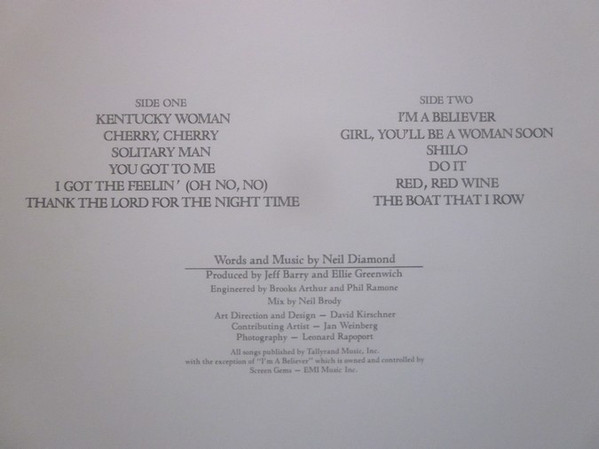 SIDE ONE
KENTUCKY WOMAN
CHERRY, CHERRY
SOLITARY MAN
YOU GOT TO ME
I GOT THE FEELIN' (OH NO, NO)
THANK THE LORD FOR THE NIGHT TIME
SIDE TWO
I'M A BELIEVER
GIRL, YOU'LL BE A WOMAN SOON
SHILO
DO IT
RED, RED WINE
THE BOAT THAT I ROW
Words and Music by Neil Diamond
Produced by Jeff Barry and Ellie Greenwich
Engineered by Brooks Arthur and Phil Ramone
Mix by Neil Brody
Art Direction and Design — David Kirschner
Contributing Artist — Jan Weinberg
Photography — Leonard Rapoport
All songs published by Tallyrand Music, Inc.
with the exception of "I'm A Believer" which is owned and controlled by
Screen Gems — EMI Music Inc.